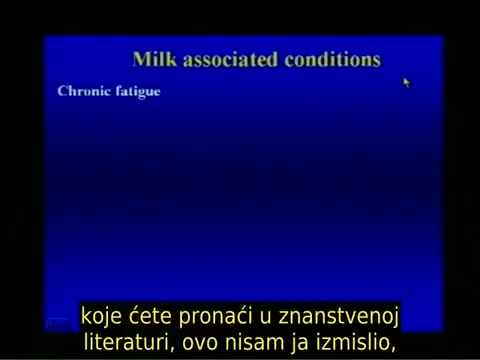 Milk associated conditions
Chronic fatigue
koje ćete pronaći u znanstvenoj
literaturi, ovo nisam ja izmislio,